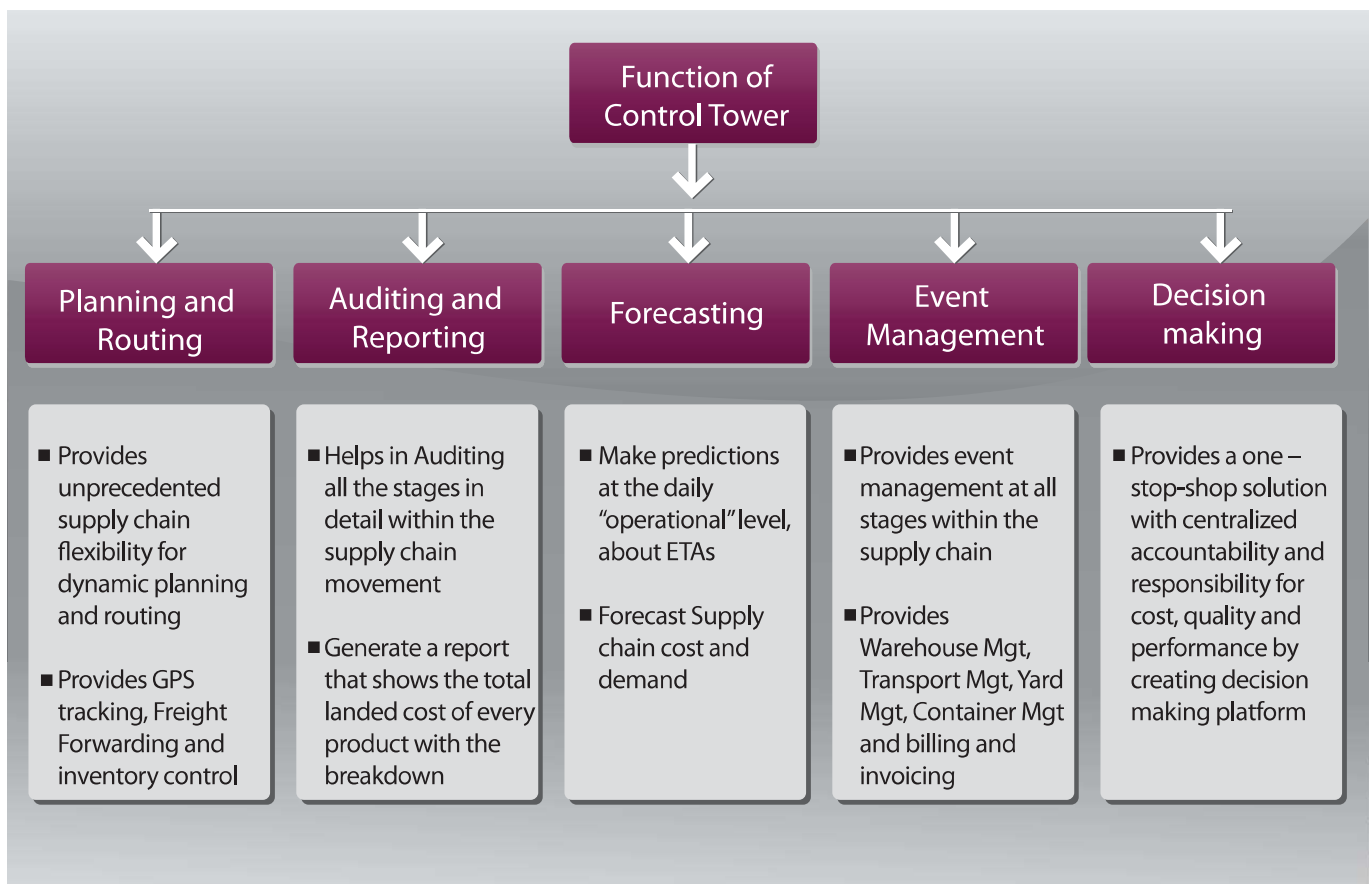 Function of
Control Tower
Planning and
Routing
Auditing and
Reporting
Forecasting
Event
Management
Decision
making
▪ Provides
unprecedented
supply chain
flexibility for
dynamic planning
and routing
▪ Provides GPS
tracking, Freight
Forwarding and
inventory control
▪ Helps in Auditing
all the stages in
detail within the
supply chain
movement
▪ Generate a report
that shows the total
landed cost of every
product with the
breakdown
▪ Make predictions
at the daily
“operational” level,
about ETAs
▪ Forecast Supply
chain cost and
demand
▪ Provides event
management at all
stages within the
supply chain
▪ Provides
Warehouse Mgt,
Transport Mgt, Yard
Mgt, Container Mgt
and billing and
invoicing
▪ Provides a one –
stop-shop solution
with centralized
accountability and
responsibility for
cost, quality and
performance by
creating decision
making platform